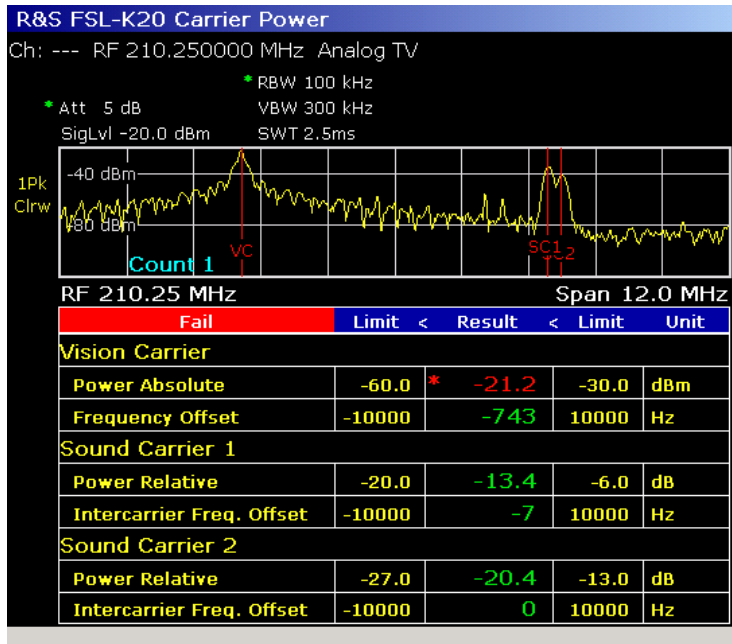 R&S FSL-K20 Carrier Power
Ch: --- RF 210.250000 MHz Analog TV
* RBW 100 kHz
* Att 5 dB VBW 300 kHz
SigLvl -20.0 dBm SWT 2.5ms
-40 dBm
1Pk
Clrw
-80 dBm
VC SC1 2
Count 1
RF 210.25 MHz Span 12.0 MHz
Fail Limit < Result < Limit Unit
Vision Carrier
Power Absolute -60.0 * -21.2 -30.0 dBm
Frequency Offset -10000 -743 10000 Hz
Sound Carrier 1
Power Relative -20.0 -13.4 -6.0 dB
Intercarrier Freq. Offset -10000 -7 10000 Hz
Sound Carrier 2
Power Relative -27.0 -20.4 -13.0 dB
Intercarrier Freq. Offset -10000 0 10000 Hz